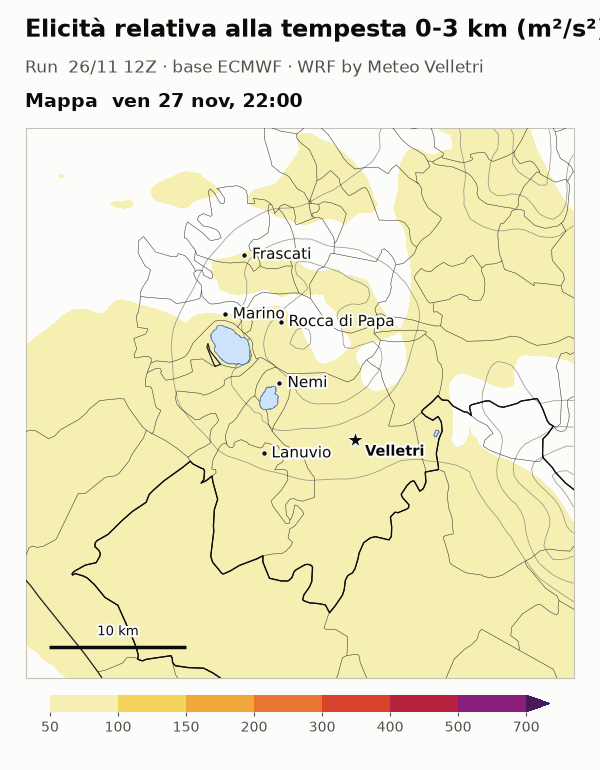 Elicità relativa alla tempesta 0-3 km (m²/s²)
Run 26/11 12Z · base ECMWF · WRF by Meteo Velletri
Mappa ven 27 nov, 22:00
Frascati
Marino
Rocca di Papa
Nemi
Velletri
Lanuvio
10 km
50 100 150 200 300 400 500 700